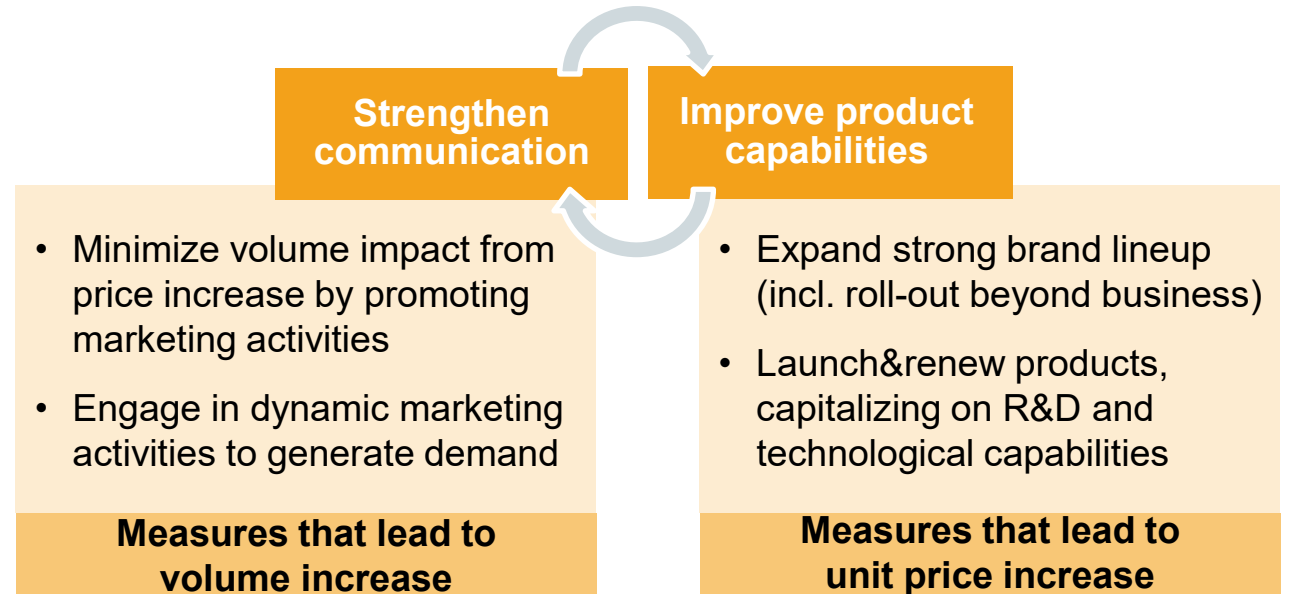 Strengthen
communication
Improve product
capabilities
• Minimize volume impact from
price increase by promoting
marketing activities
• Engage in dynamic marketing
activities to generate demand
Measures that lead to
volume increase
• Expand strong brand lineup
(incl. roll-out beyond business)
• Launch&renew products,
capitalizing on R&D and
technological capabilities
Measures that lead to
unit price increase